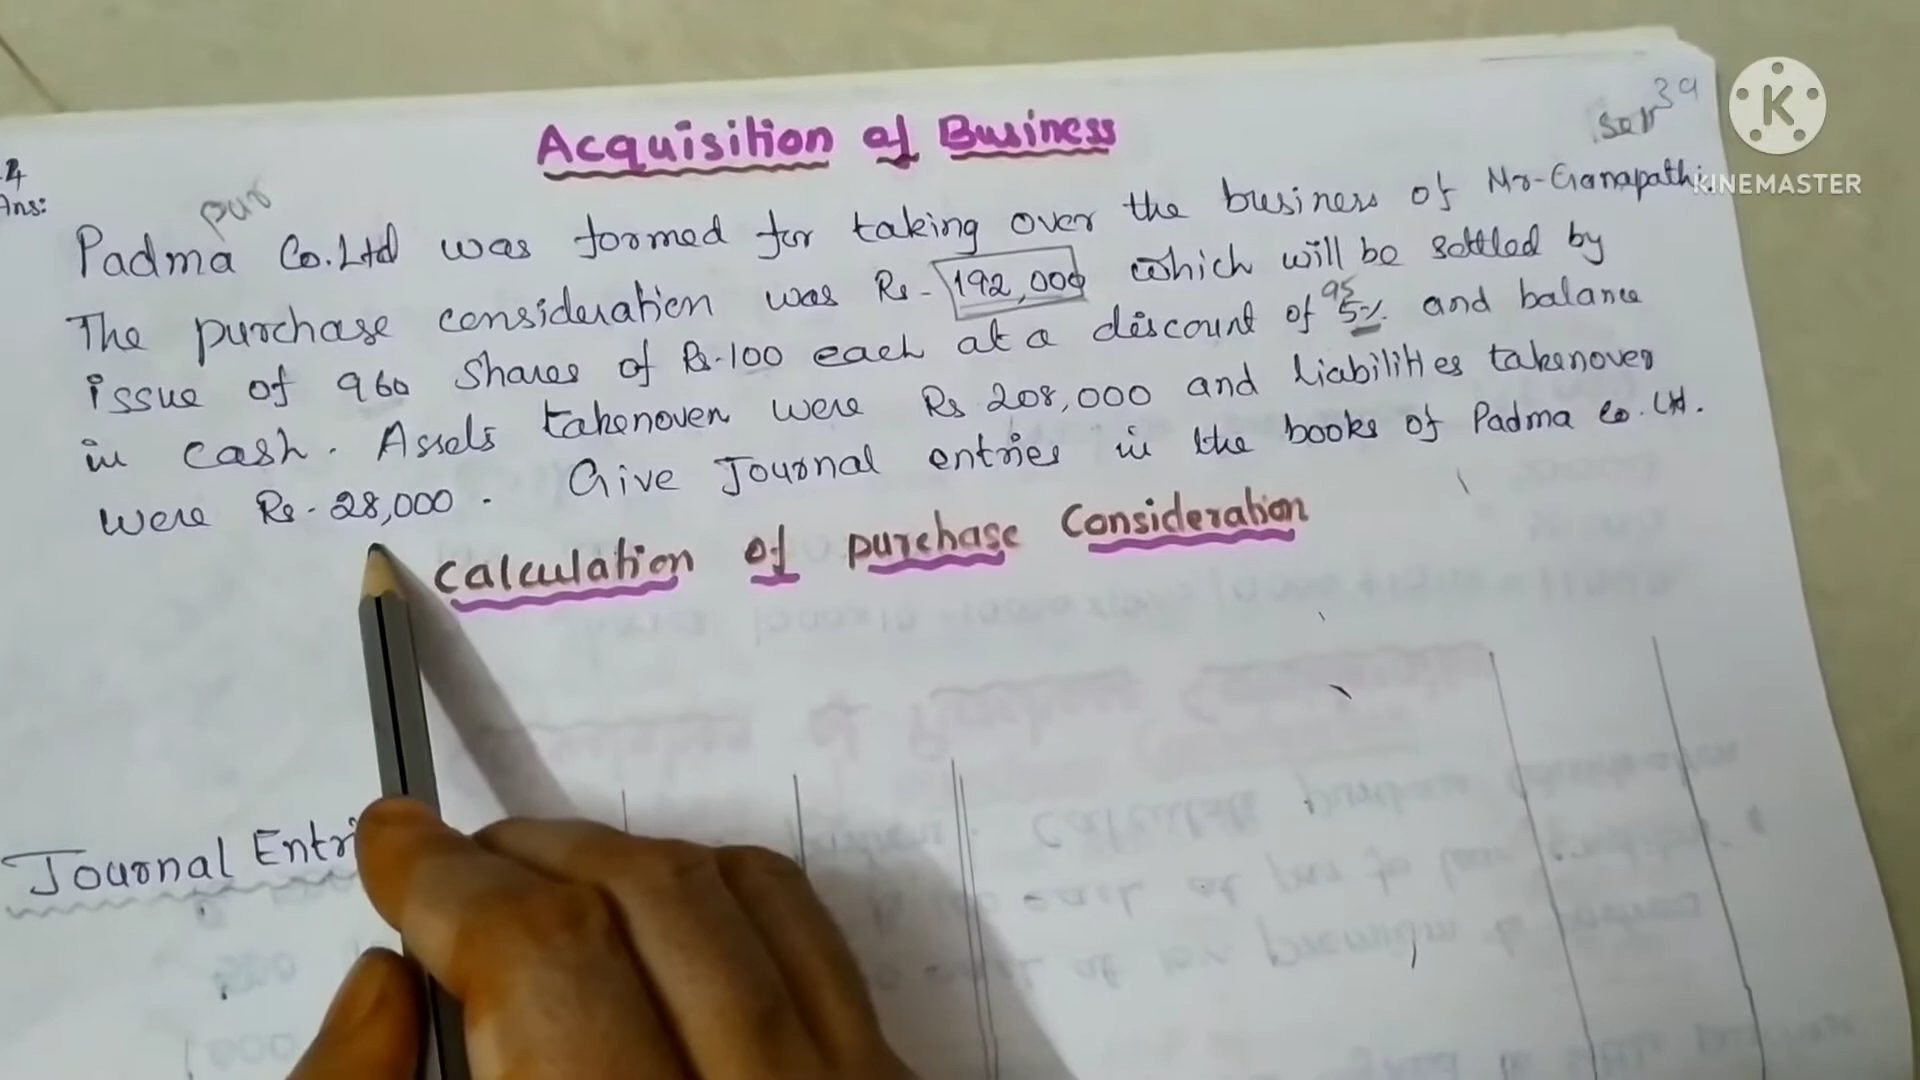 Acquisition of Business
39
Ans:
pur
Padma Co.Ltd was formed for taking over the business of Mr-Ganapathi.
The purchase consideration was Rs- 192,000 which will be settled by
95
issue of 960 shares of Rs-100 each at a discount of 5% and balance
in cash. Assets takenover were Rs 208,000 and liabilities takenover
were Rs-28,000. Give Journal entries in the books of Padma Co.Ltd.
Calculation of purchase Consideration
Journal Entri
KINEMASTER